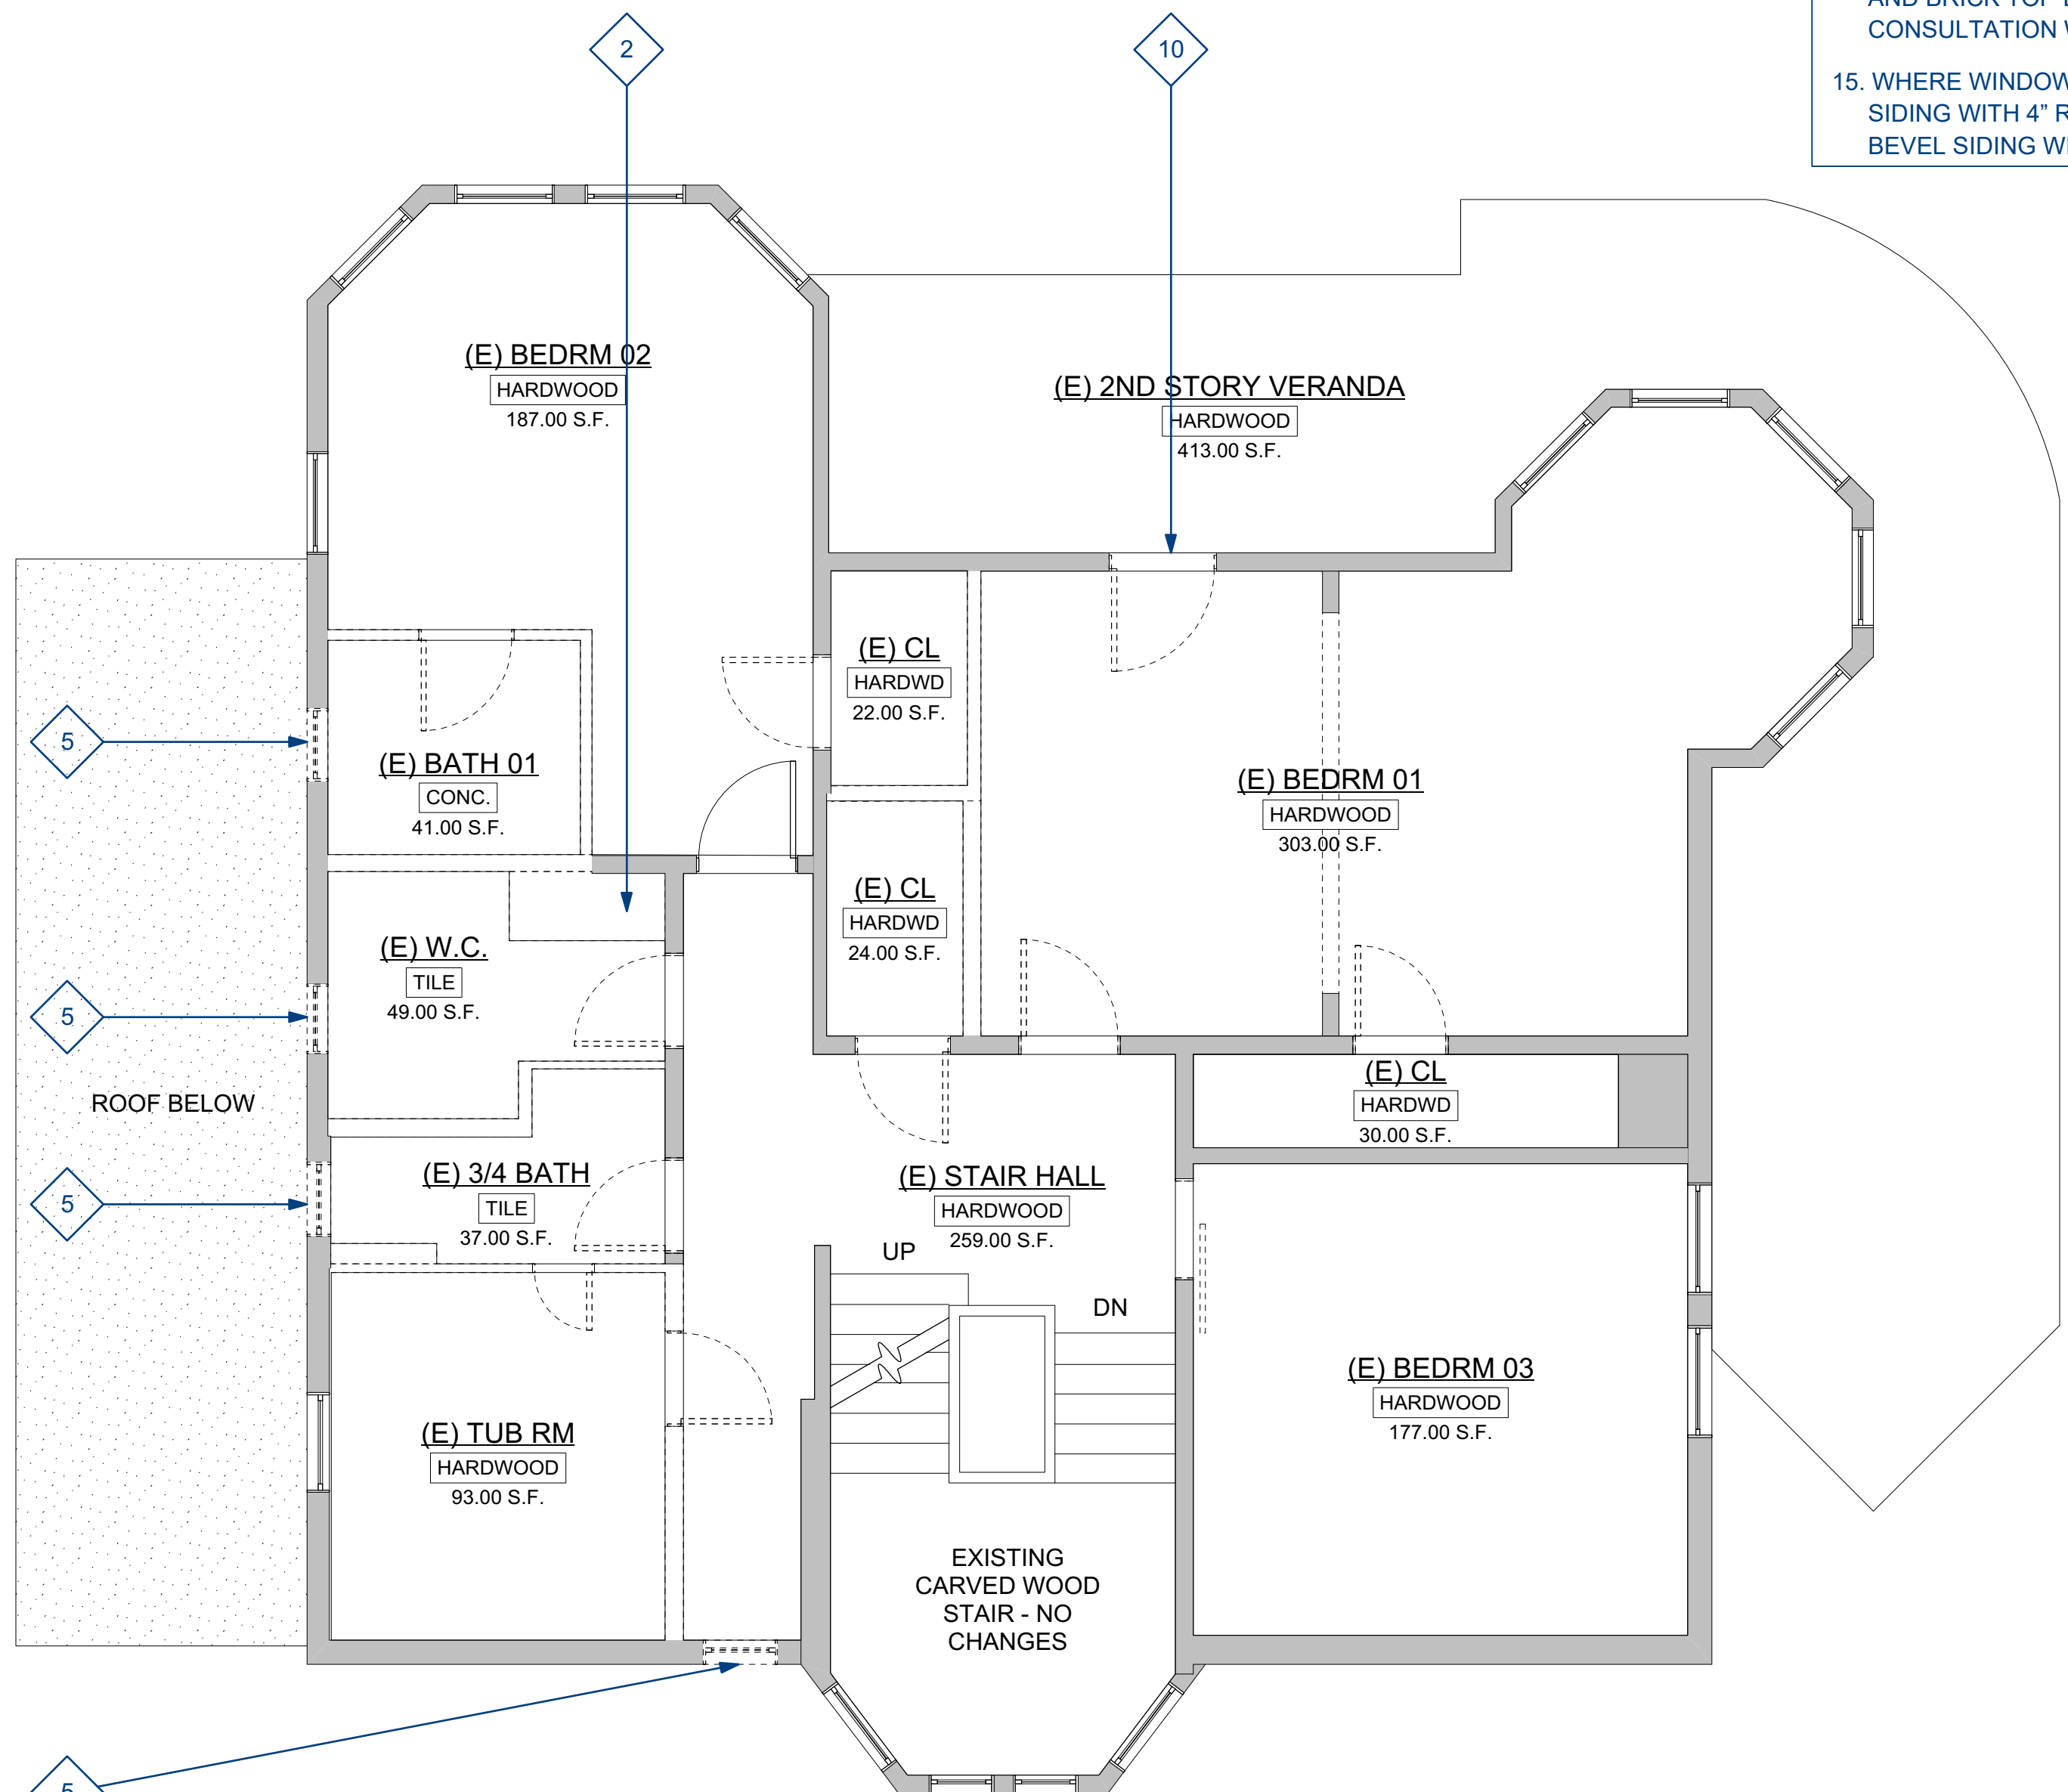 AND BRICK TOP
CONSULTATION
15. WHERE WINDOW
SIDING WITH 4”
BEVEL SIDING
2
10
(E) BEDRM 02
HARDWOOD
187.00 S.F.
(E) 2ND STORY VERANDA
HARDWOOD
413.00 S.F.
(E) CL
HARDWD
22.00 S.F.
5
(E) BATH 01
CONC.
41.00 S.F.
(E) BEDRM 01
HARDWOOD
303.00 S.F.
(E) CL
HARDWD
24.00 S.F.
(E) W.C.
TILE
49.00 S.F.
5
ROOF BELOW
(E) CL
HARDWD
30.00 S.F.
(E) 3/4 BATH
TILE
37.00 S.F.
5
(E) STAIR HALL
HARDWOOD
259.00 S.F.
UP
DN
(E) BEDRM 03
HARDWOOD
177.00 S.F.
(E) TUB RM
HARDWOOD
93.00 S.F.
EXISTING
CARVED WOOD
STAIR - NO
CHANGES
5